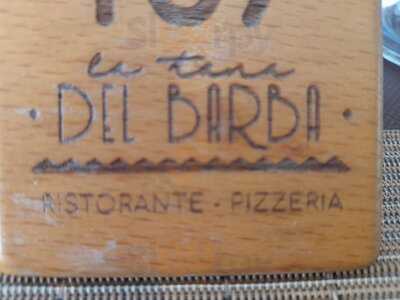 la tana
· DEL BARBA ·
RISTORANTE - PIZZERIA